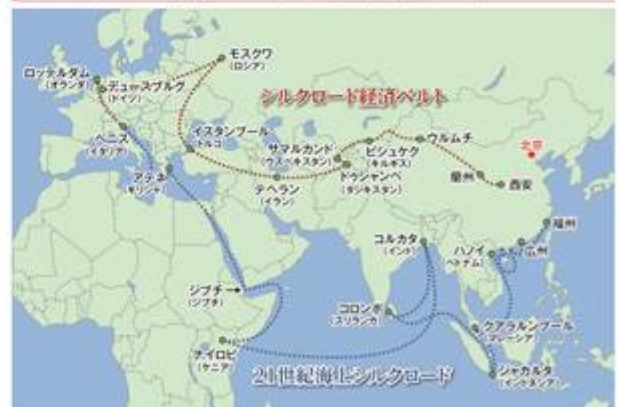 モスクワ
(ロシア)
ロッテルダム
(オランダ)
デュースブルグ
(ドイツ)
シルクロード経済ベルト
ベニス
(イタリア)
イスタンブール
(トルコ)
サマルカンド
(ウズベキスタン)
ビシュケク
(キルギス)
ウルムチ
北京
アテネ
(ギリシャ)
テヘラン
(イラン)
ドゥシャンベ
(タジキスタン)
蘭州
西安
福州
コルカタ
(インド)
ハノイ
(ベトナム)
広州
ジブチ
(ジブチ)
コロンボ
(スリランカ)
クアラルンプール
(マレーシア)
ナイロビ
(ケニア)
21世紀海上シルクロード
ジャカルタ
(インドネシア)